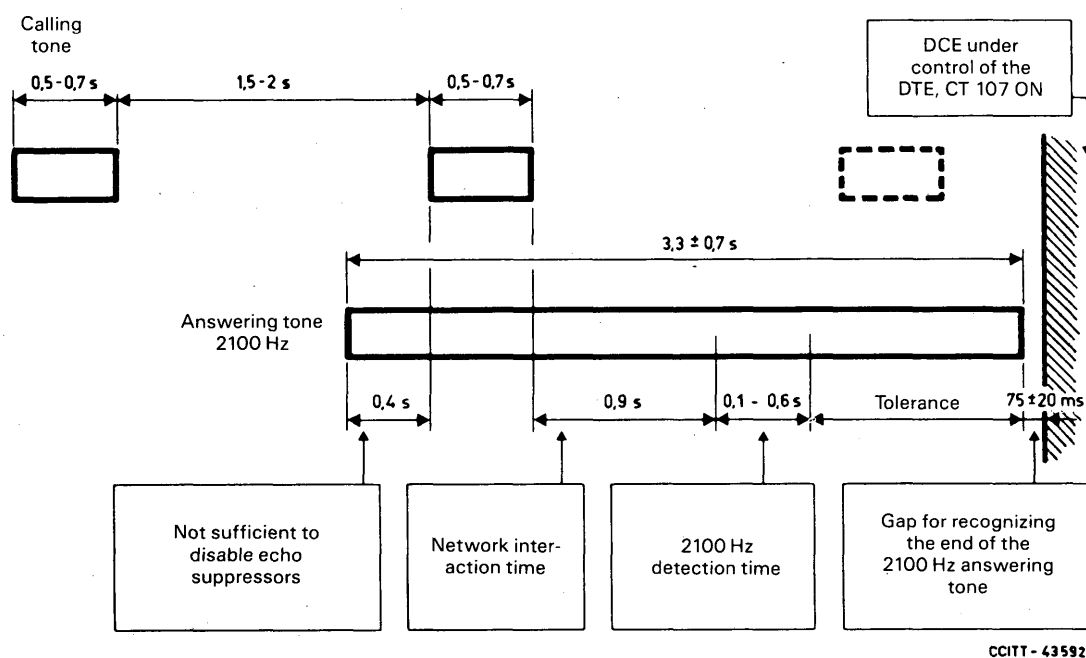 Calling
tone
0,5-0,7 s
1,5-2 s
0,5-0,7 s
DCE under
control of the
DTE, CT 107 ON
3,3 ± 0,7 s
Answering tone
2100 Hz
0,4 s
0,9 s
0,1 - 0,6 s
Tolerance
75 ±20 ms
Not sufficient to
disable echo
suppressors
Network inter-
action time
2100 Hz
detection time
Gap for recognizing
the end of the
2100 Hz answering
tone
CCITT - 43592